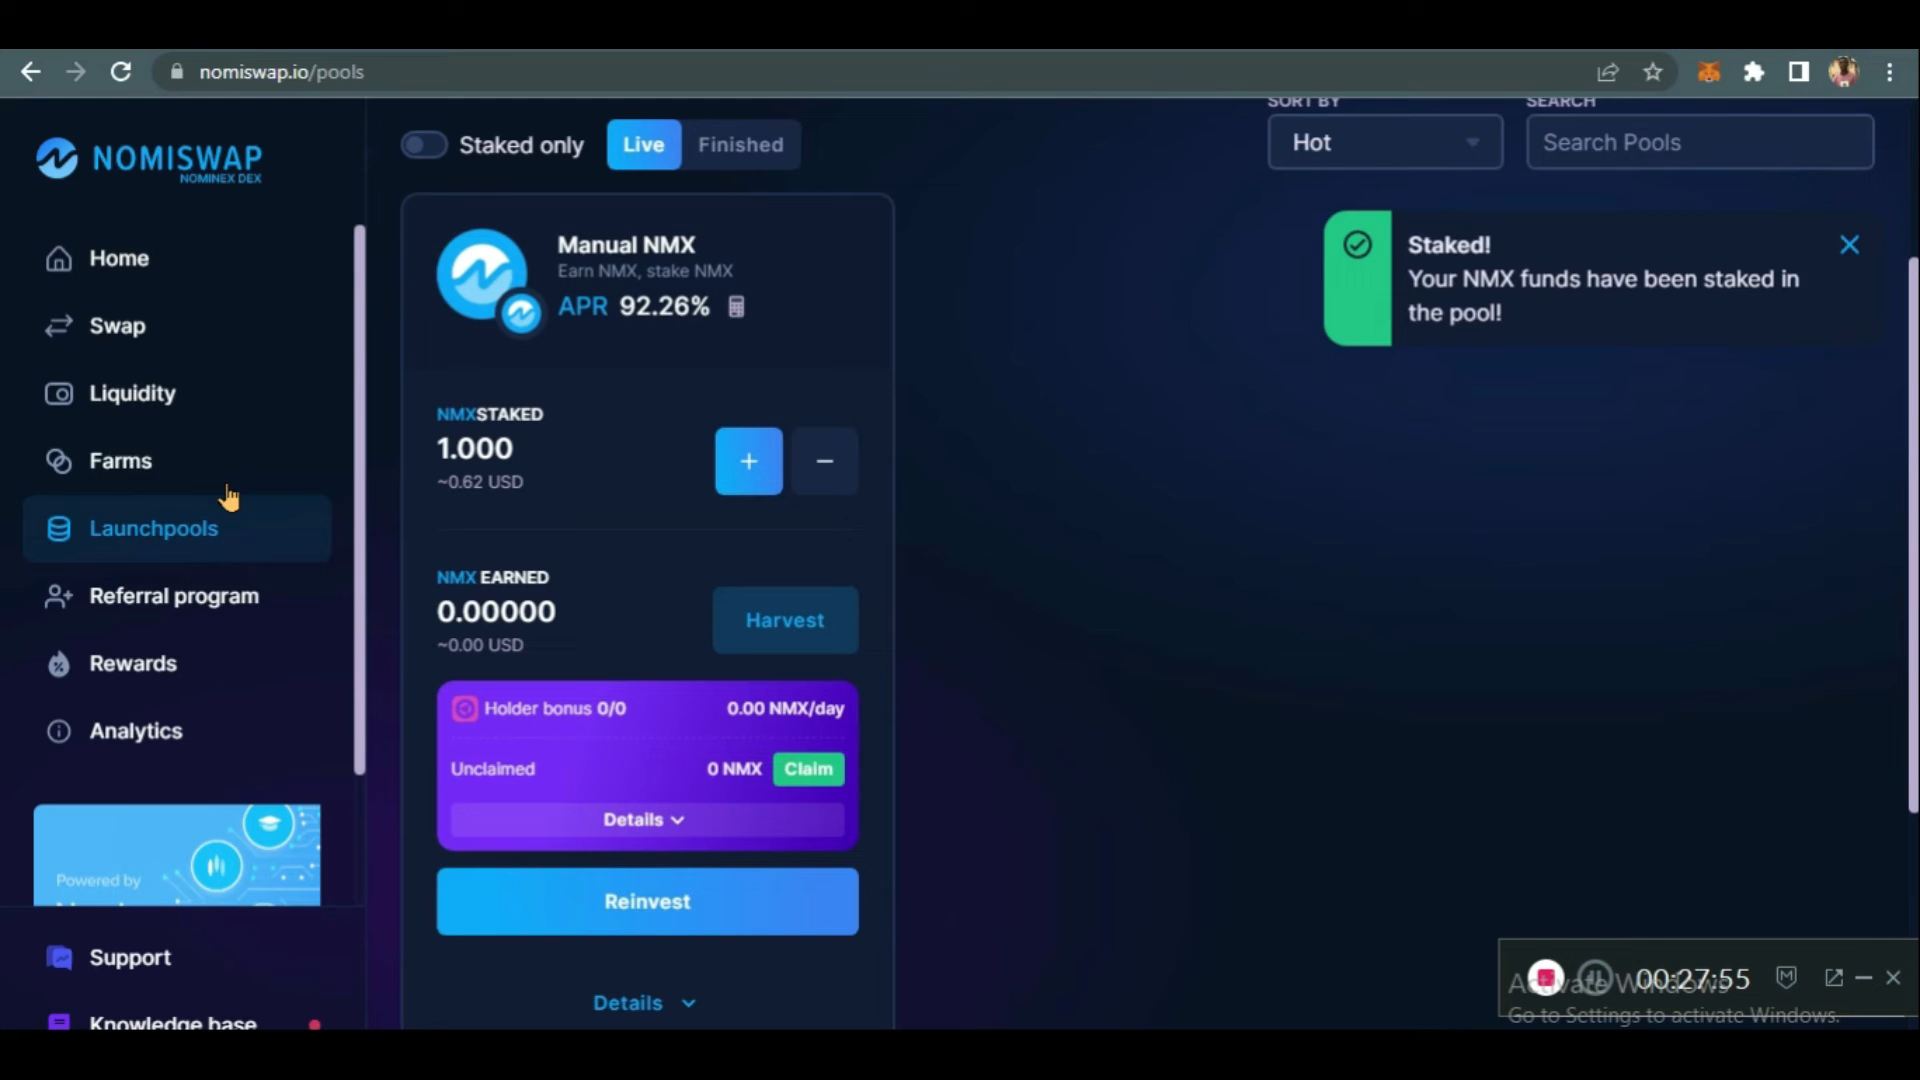 nomiswap.io/pools
NOMISWAP
NOMINEX DEX
Home
Swap
Liquidity
Farms
Launchpools
Referral program
Rewards
Analytics
Powered by
Support
Knowledge base
Staked only
Live
Finished
SORT BY
Hot
SEARCH
Search Pools
Manual NMX
Earn NMX, stake NMX
APR 92.26%
NMX STAKED
1.000
~0.62 USD
+
−
NMX EARNED
0.00000
~0.00 USD
Harvest
Holder bonus 0/0 0.00 NMX/day
Unclaimed 0 NMX Claim
Details
Reinvest
Details
Staked!
Your NMX funds have been staked in
the pool!
00:27:55
Activate Windows
Go to Settings to activate Windows.